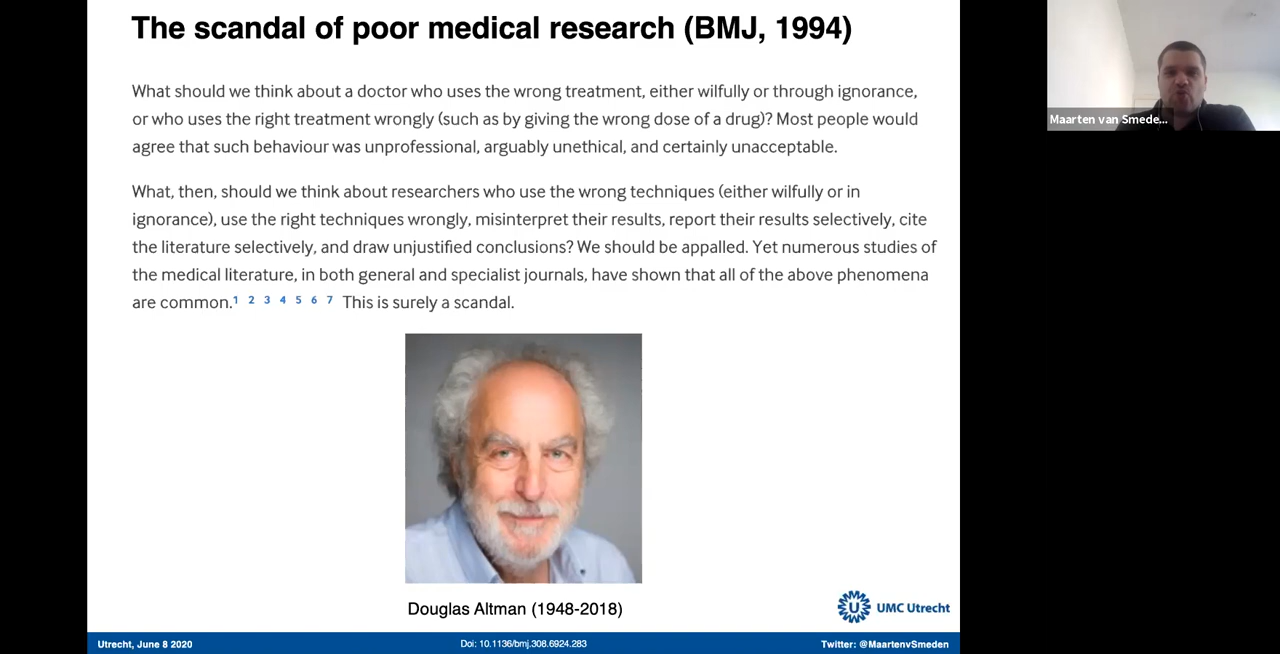 The scandal of poor medical research (BMJ, 1994)
What should we think about a doctor who uses the wrong treatment, either wilfully or through ignorance,
or who uses the right treatment wrongly (such as by giving the wrong dose of a drug)? Most people would
agree that such behaviour was unprofessional, arguably unethical, and certainly unacceptable.
What, then, should we think about researchers who use the wrong techniques (either wilfully or in
ignorance), use the right techniques wrongly, misinterpret their results, report their results selectively, cite
the literature selectively, and draw unjustified conclusions? We should be appalled. Yet numerous studies of
the medical literature, in both general and specialist journals, have shown that all of the above phenomena
are common.1 2 3 4 5 6 7 This is surely a scandal.
Douglas Altman (1948-2018)
U UMC Utrecht
Utrecht, June 8 2020
Doi: 10.1136/bmj.308.6924.283
Twitter: @MaartenvSmeden
Maarten van Smede...